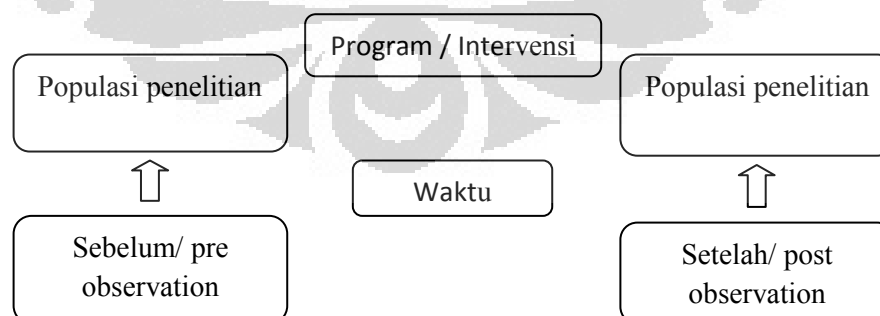 Program / Intervensi
Populasi penelitian
Populasi penelitian
Waktu
Sebelum/ pre
observation
Setelah/ post
observation